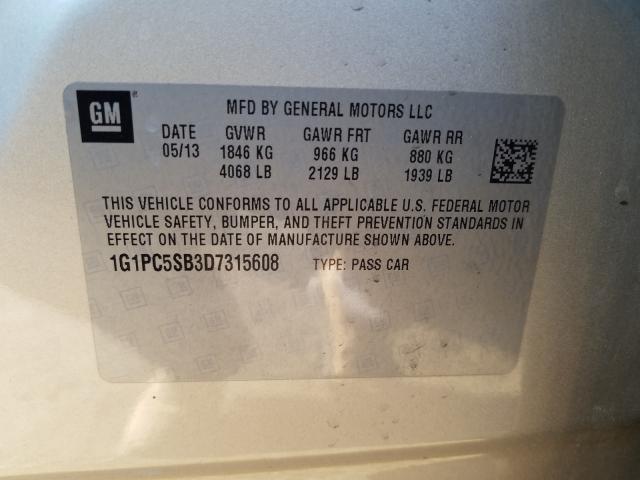 GM
MFD BY GENERAL MOTORS LLC
DATE GVWR GAWR FRT GAWR RR
05/13 1846 KG 966 KG 880 KG
4068 LB 2129 LB 1939 LB
THIS VEHICLE CONFORMS TO ALL APPLICABLE U.S. FEDERAL MOTOR
VEHICLE SAFETY, BUMPER, AND THEFT PREVENTION STANDARDS IN
EFFECT ON THE DATE OF MANUFACTURE SHOWN ABOVE.
1G1PC5SB3D7315608 TYPE: PASS CAR